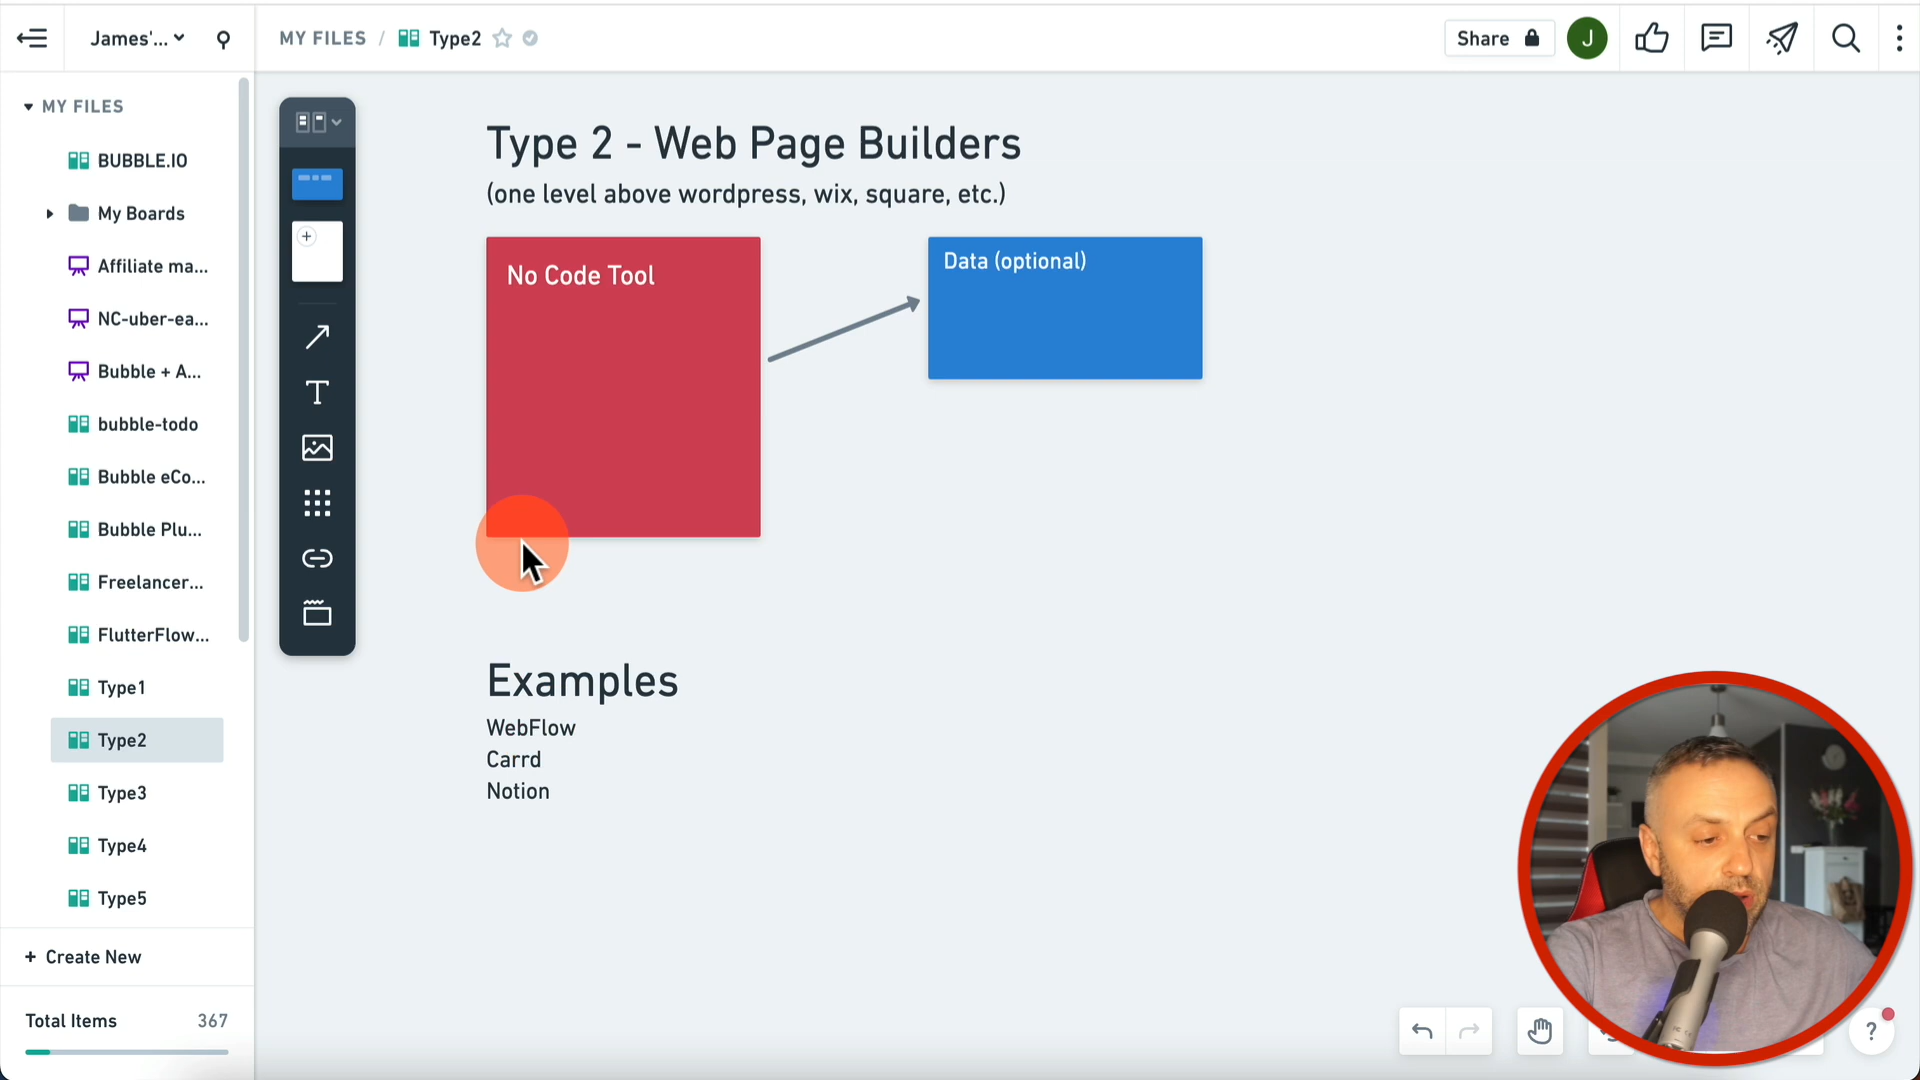 James'...
MY FILES / Type2
Share
J
MY FILES
BUBBLE.IO
My Boards
Affiliate ma...
NC-uber-ea...
Bubble + A...
bubble-todo
Bubble eCo...
Bubble Plu...
Freelancer...
FlutterFlow...
Type1
Type2
Type3
Type4
Type5
+ Create New
Total Items 367
Type 2 - Web Page Builders
(one level above wordpress, wix, square, etc.)
No Code Tool
Data (optional)
Examples
WebFlow
Carrd
Notion
?